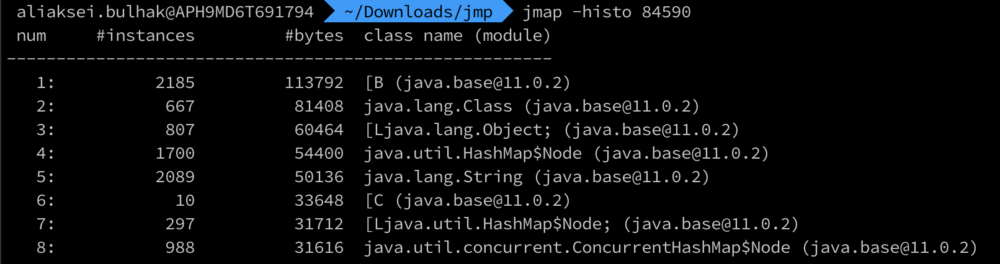 aliaksei.bulhak@APH9MD6T691794 ~/Downloads/jmp jmap -histo 84590
num #instances #bytes class name (module)
-------------------------------------------------------
1: 2185 113792 [B (java.base@11.0.2)
2: 667 81408 java.lang.Class (java.base@11.0.2)
3: 807 60464 [Ljava.lang.Object; (java.base@11.0.2)
4: 1700 54400 java.util.HashMap$Node (java.base@11.0.2)
5: 2089 50136 java.lang.String (java.base@11.0.2)
6: 10 33648 [C (java.base@11.0.2)
7: 297 31712 [Ljava.util.HashMap$Node; (java.base@11.0.2)
8: 988 31616 java.util.concurrent.ConcurrentHashMap$Node (java.base@11.0.2)